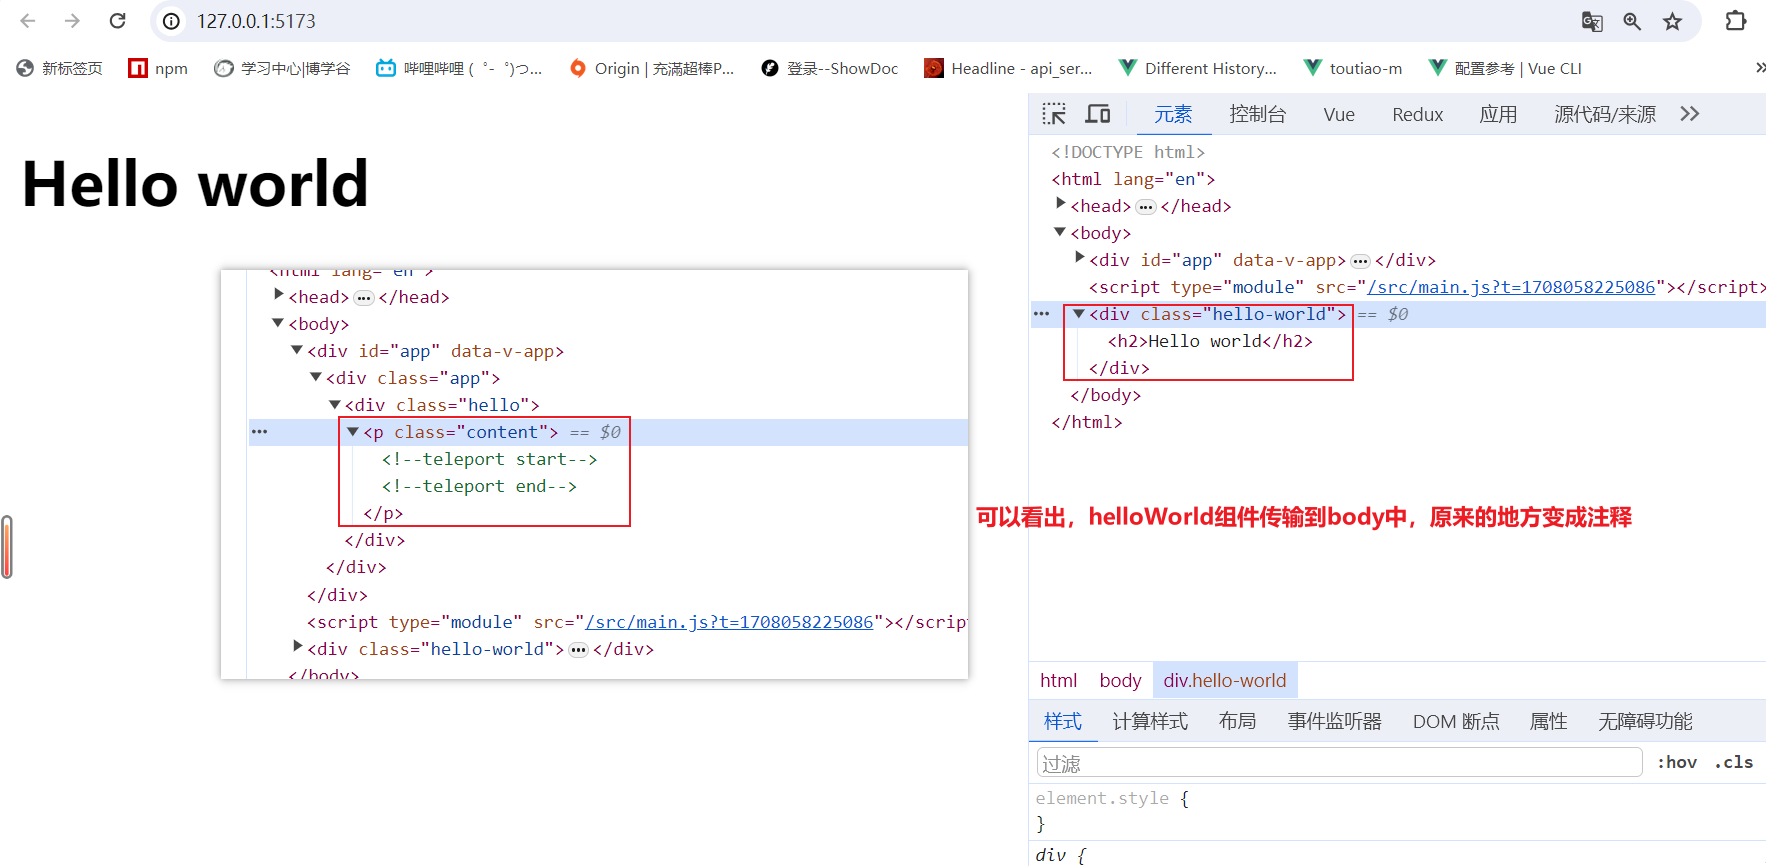 127.0.0.1:5173
新标签页
npm
学习中心|博学谷
哔哩哔哩 (゜-゜)つ...
Origin | 充滿超棒P...
登录--ShowDoc
Headline - api_ser...
Different History...
toutiao-m
配置参考 | Vue CLI
»
Hello world
元素 控制台 Vue Redux 应用 源代码/来源
<!DOCTYPE html>
<html lang="en">
<head>…</head>
<body>
<div id="app" data-v-app>…</div>
<script type="module" src="/src/main.js?t=1708058225086"></script>
… <div class="hello-world"> == $0
<h2>Hello world</h2>
</div>
</body>
</html>
<html lang="en">
<head>…</head>
<body>
<div id="app" data-v-app>
<div class="app">
<div class="hello">
… <p class="content"> == $0
<!--teleport start-->
<!--teleport end-->
</p>
</div>
</div>
</div>
<script type="module" src="/src/main.js?t=1708058225086"></scrip
<div class="hello-world">…</div>
</body>
可以看出，helloWorld组件传输到body中，原来的地方变成注释
html body div.hello-world
样式 计算样式 布局 事件监听器 DOM 断点 属性 无障碍功能
过滤 :hov .cls
element.style {
}
div {